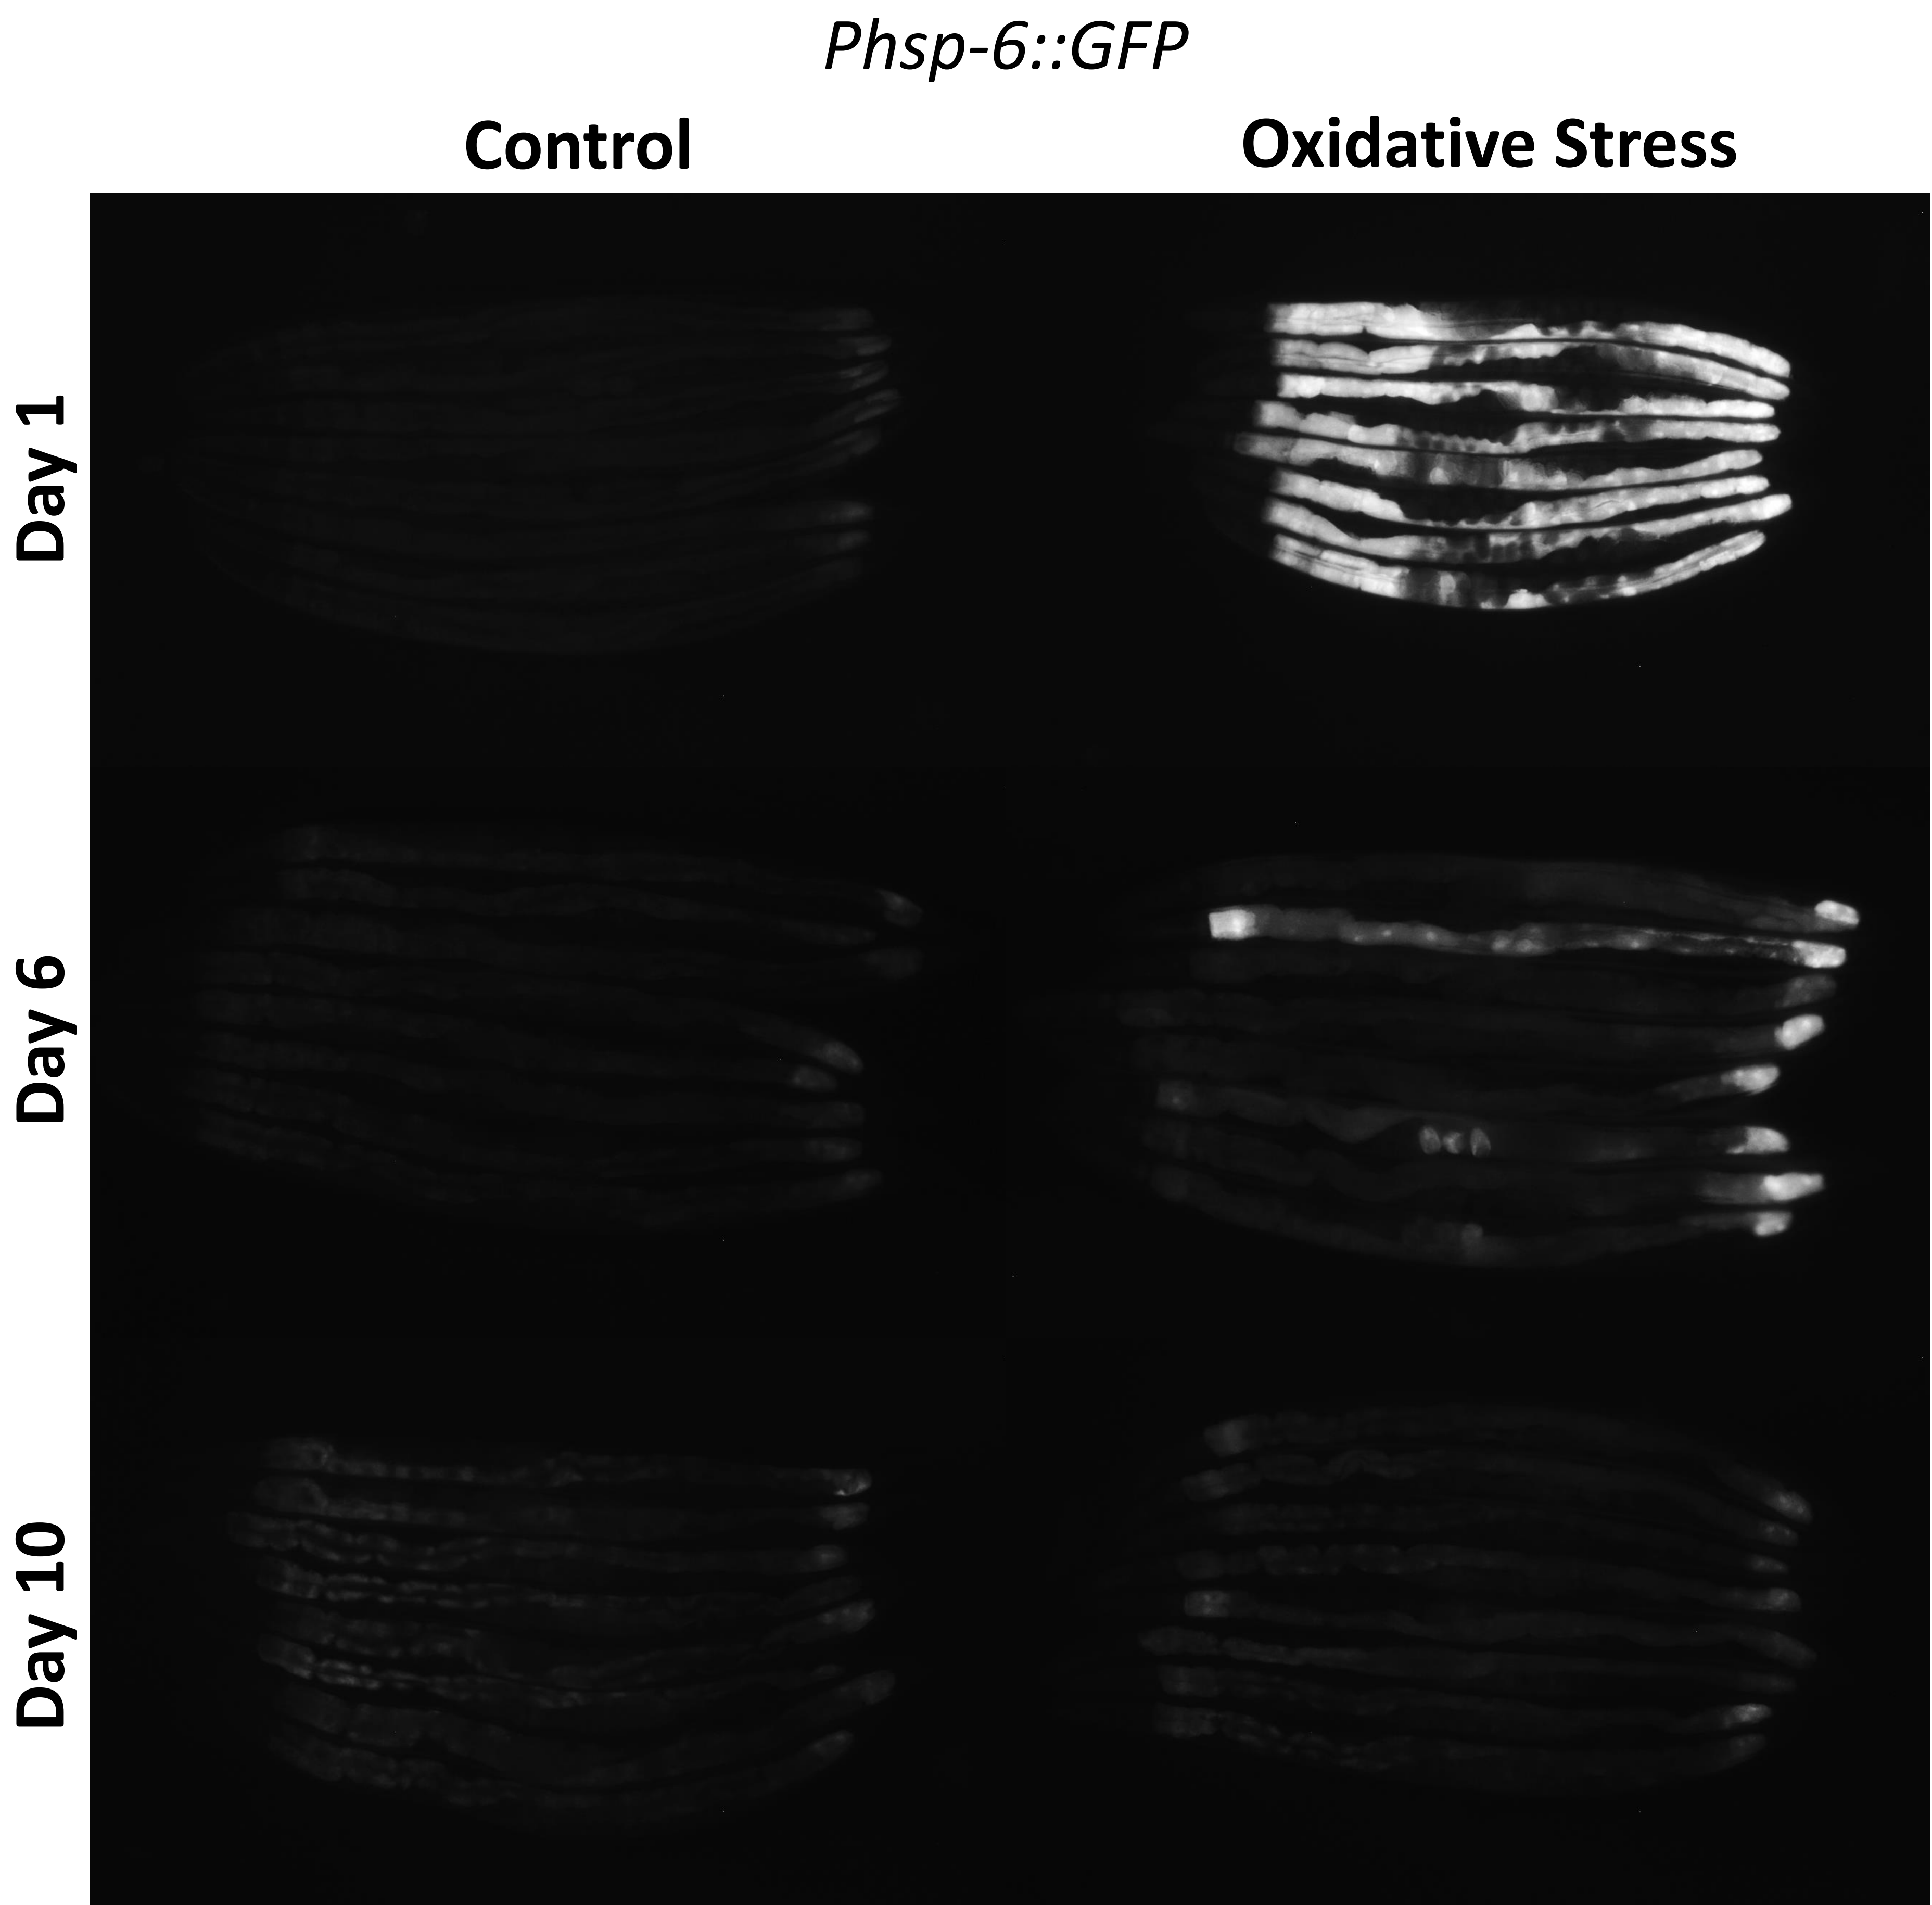 Phsp-6::GFP
Control
Oxidative Stress
Day 1
Day 6
Day 10